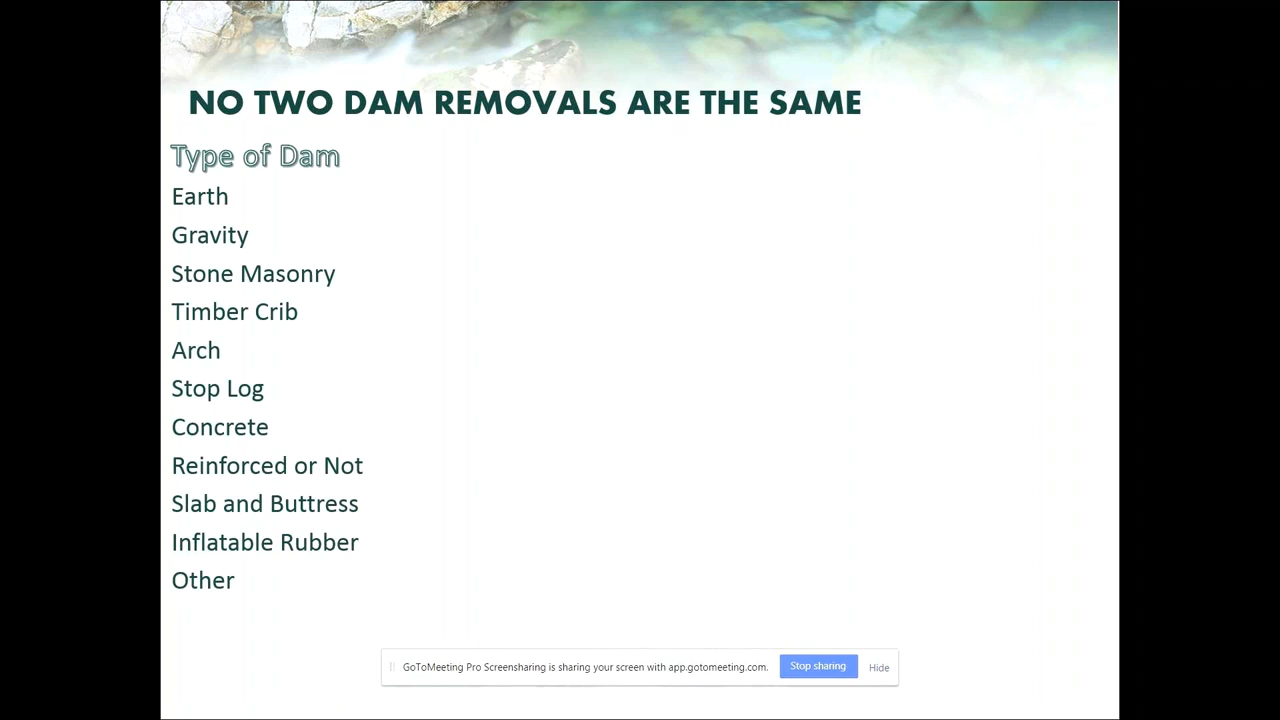 NO TWO DAM REMOVALS ARE THE SAME
Type of Dam
Earth
Gravity
Stone Masonry
Timber Crib
Arch
Stop Log
Concrete
Reinforced or Not
Slab and Buttress
Inflatable Rubber
Other
GoToMeeting Pro Screensharing is sharing your screen with app.gotomeeting.com. Stop sharing Hide